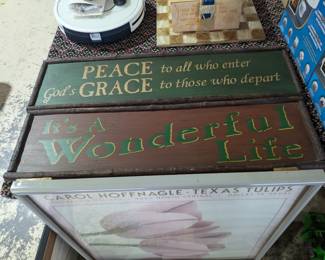 PEACE to all who enter
God's GRACE to those who depart
It's A
Wonderful
Life
CAROL HOFFNAGLE · TEXAS TULIPS